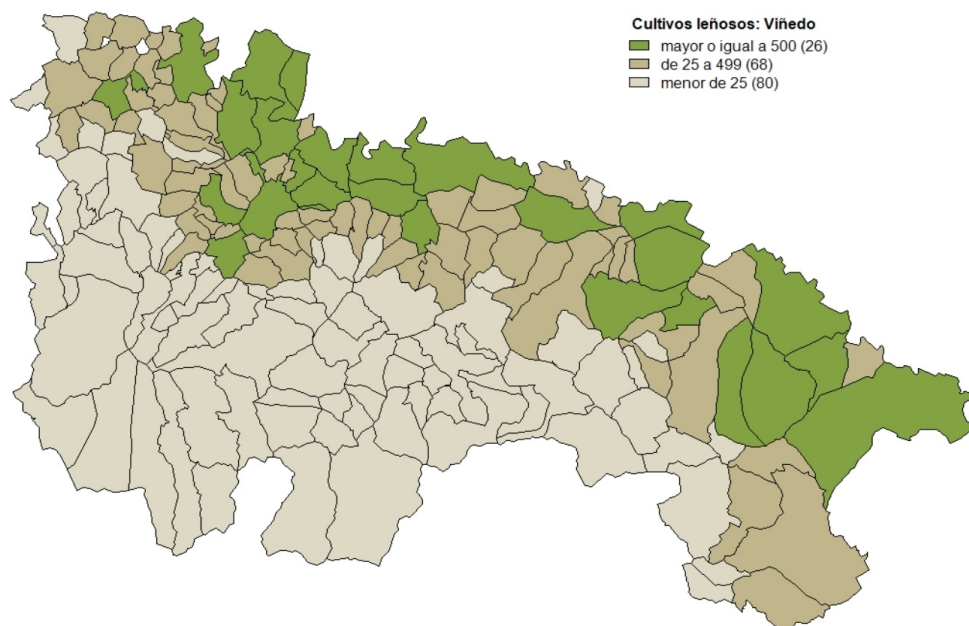 Cultivos leñosos: Viñedo
mayor o igual a 500 (26)
de 25 a 499 (68)
menor de 25 (80)